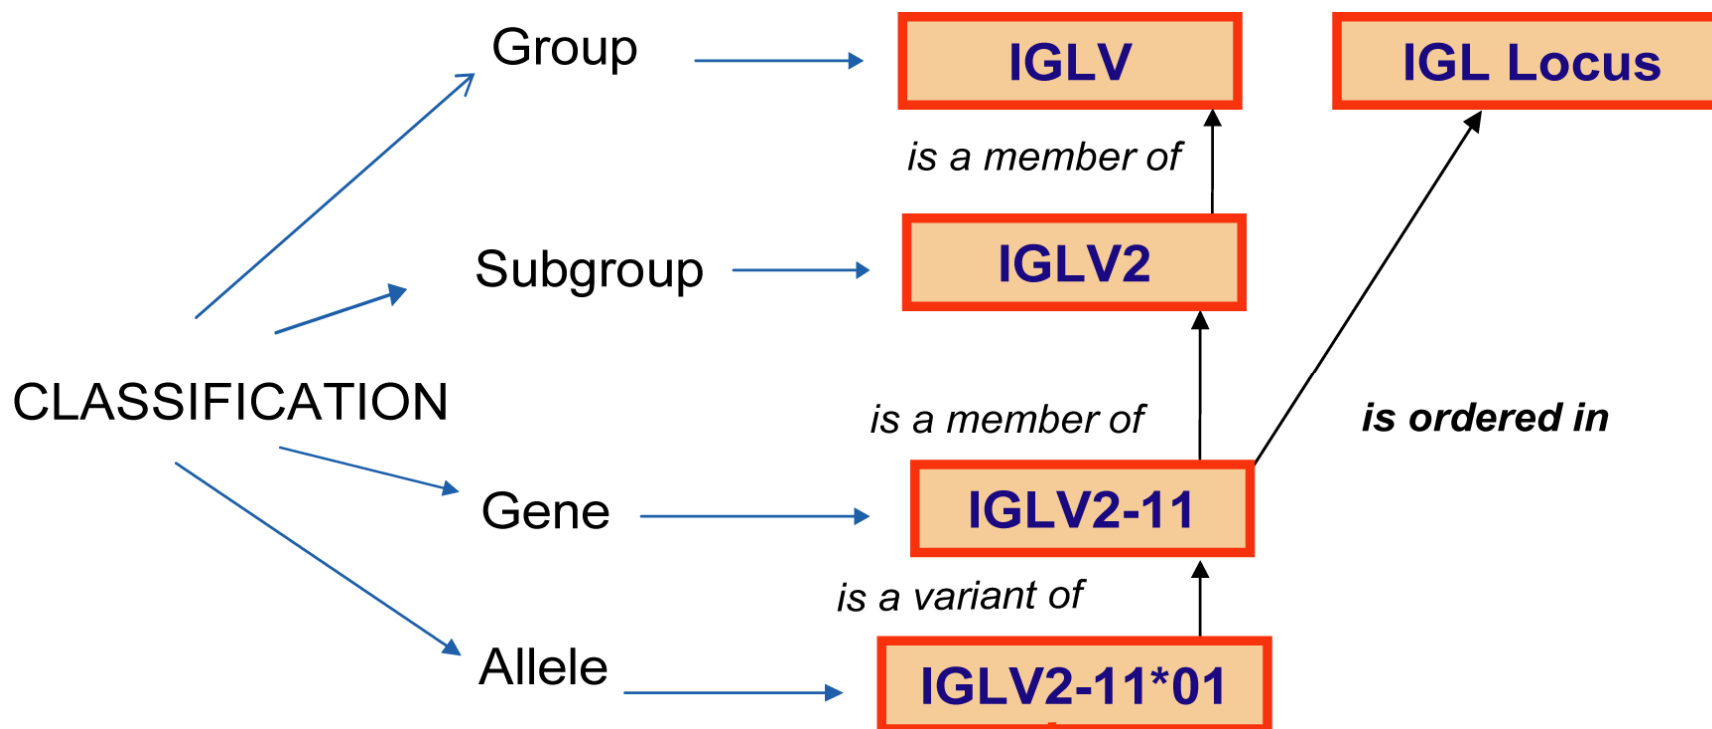 Group
IGLV
IGL Locus
is a member of
Subgroup
IGLV2
CLASSIFICATION
is a member of
is ordered in
Gene
IGLV2-11
is a variant of
Allele
IGLV2-11*01